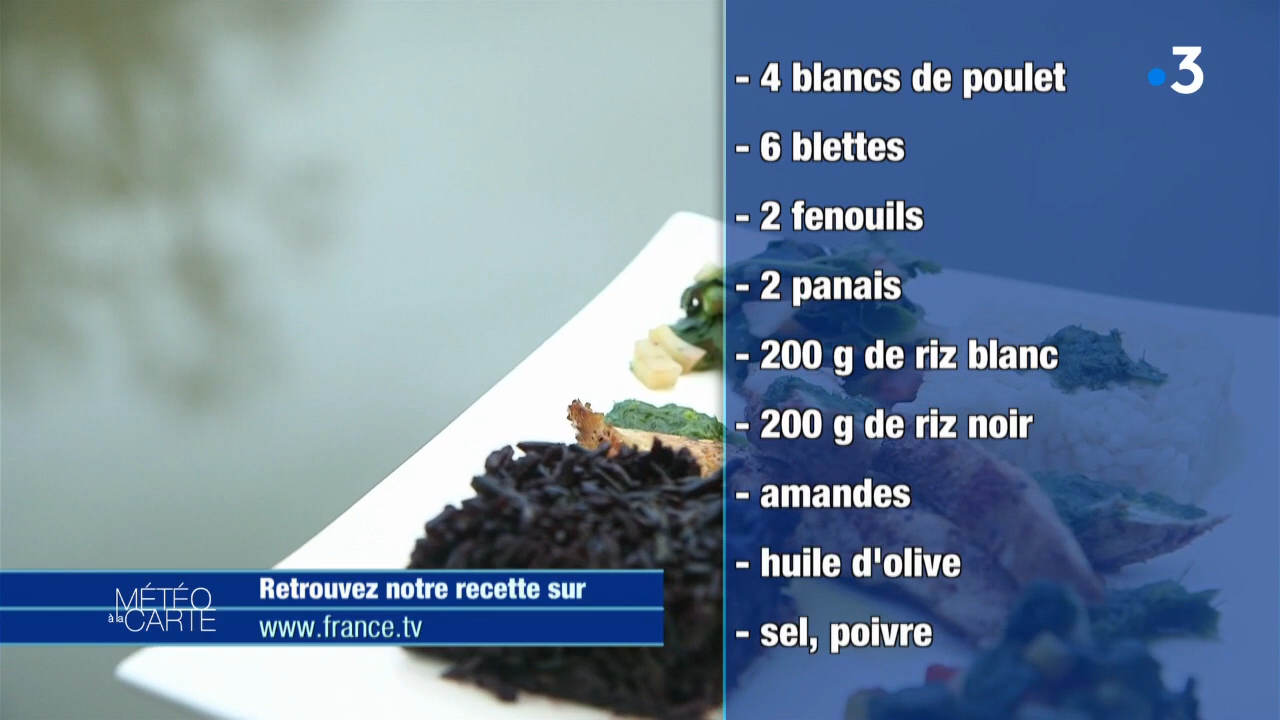 - 4 blancs de poulet
- 6 blettes
- 2 fenouils
- 2 panais
- 200 g de riz blanc
- 200 g de riz noir
- amandes
- huile d'olive
- sel, poivre
3
MÉTÉO
à la CARTE
Retrouvez notre recette sur
www.france.tv